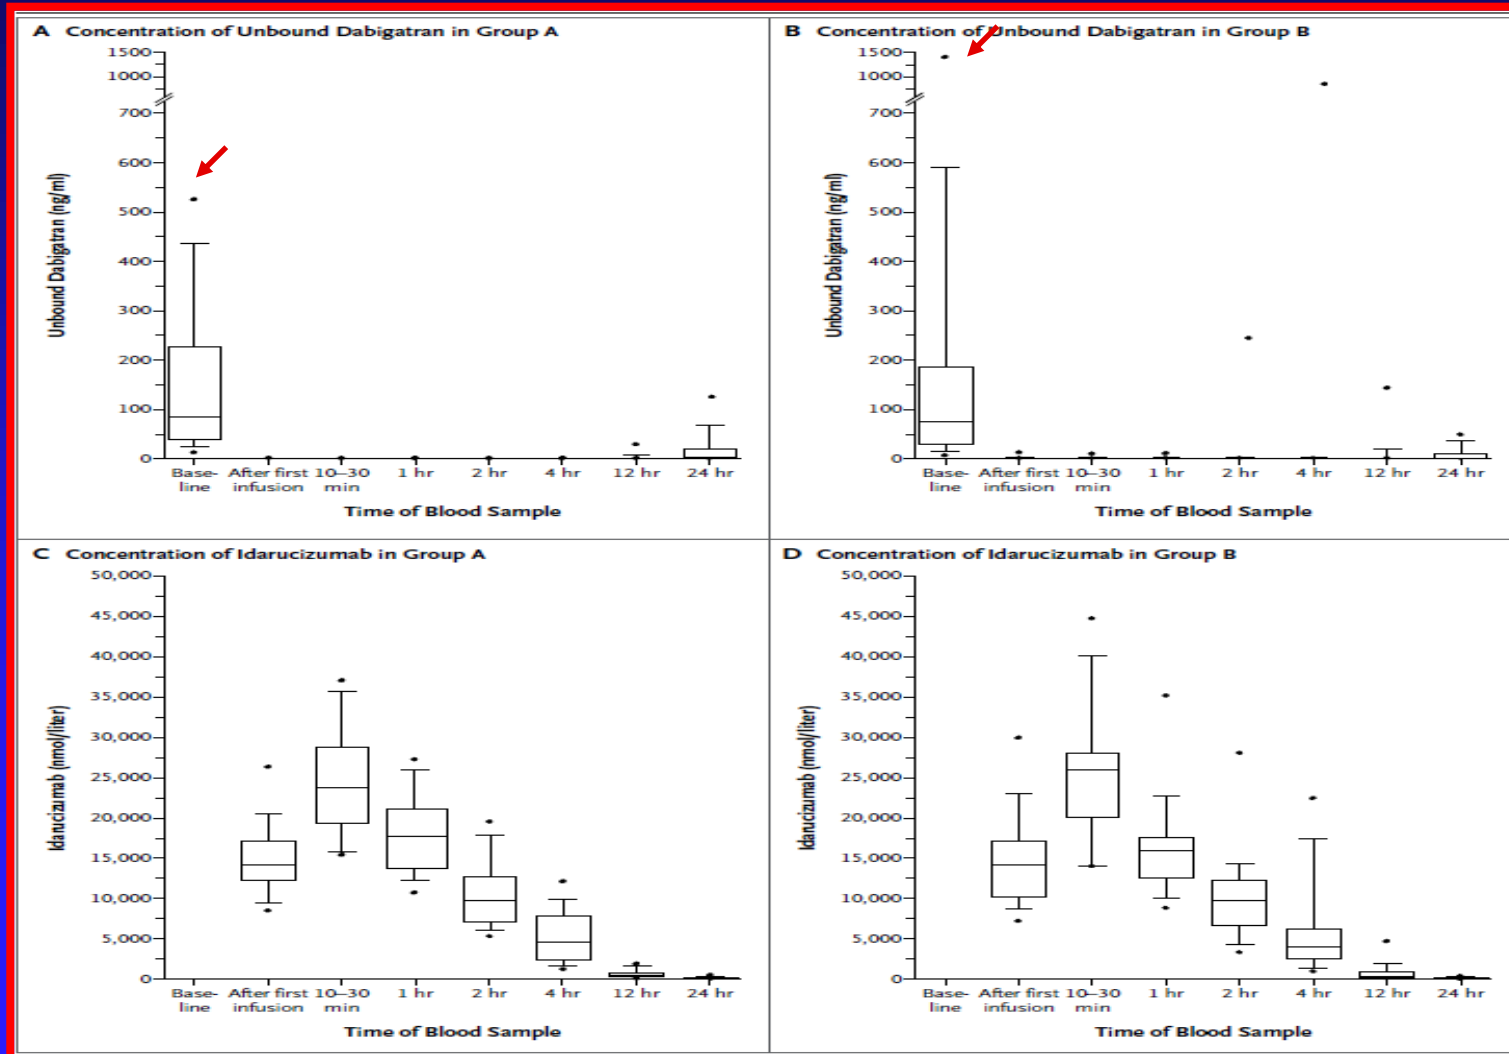 A Concentration of Unbound Dabigatran in Group A
1500
1000
700
600
500
400
300
200
100
0
Unbound Dabigatran (ng/ml)
Base-line After first infusion 10–30 min 1 hr 2 hr 4 hr 12 hr 24 hr
Time of Blood Sample
B Concentration of Unbound Dabigatran in Group B
1500
1000
700
600
500
400
300
200
100
0
Unbound Dabigatran (ng/ml)
Base-line After first infusion 10–30 min 1 hr 2 hr 4 hr 12 hr 24 hr
Time of Blood Sample
C Concentration of Idarucizumab in Group A
50,000
45,000
40,000
35,000
30,000
25,000
20,000
15,000
10,000
5,000
0
Idarucizumab (nmol/liter)
Base-line After first infusion 10–30 min 1 hr 2 hr 4 hr 12 hr 24 hr
Time of Blood Sample
D Concentration of Idarucizumab in Group B
50,000
45,000
40,000
35,000
30,000
25,000
20,000
15,000
10,000
5,000
0
Idarucizumab (nmol/liter)
Base-line After first infusion 10–30 min 1 hr 2 hr 4 hr 12 hr 24 hr
Time of Blood Sample